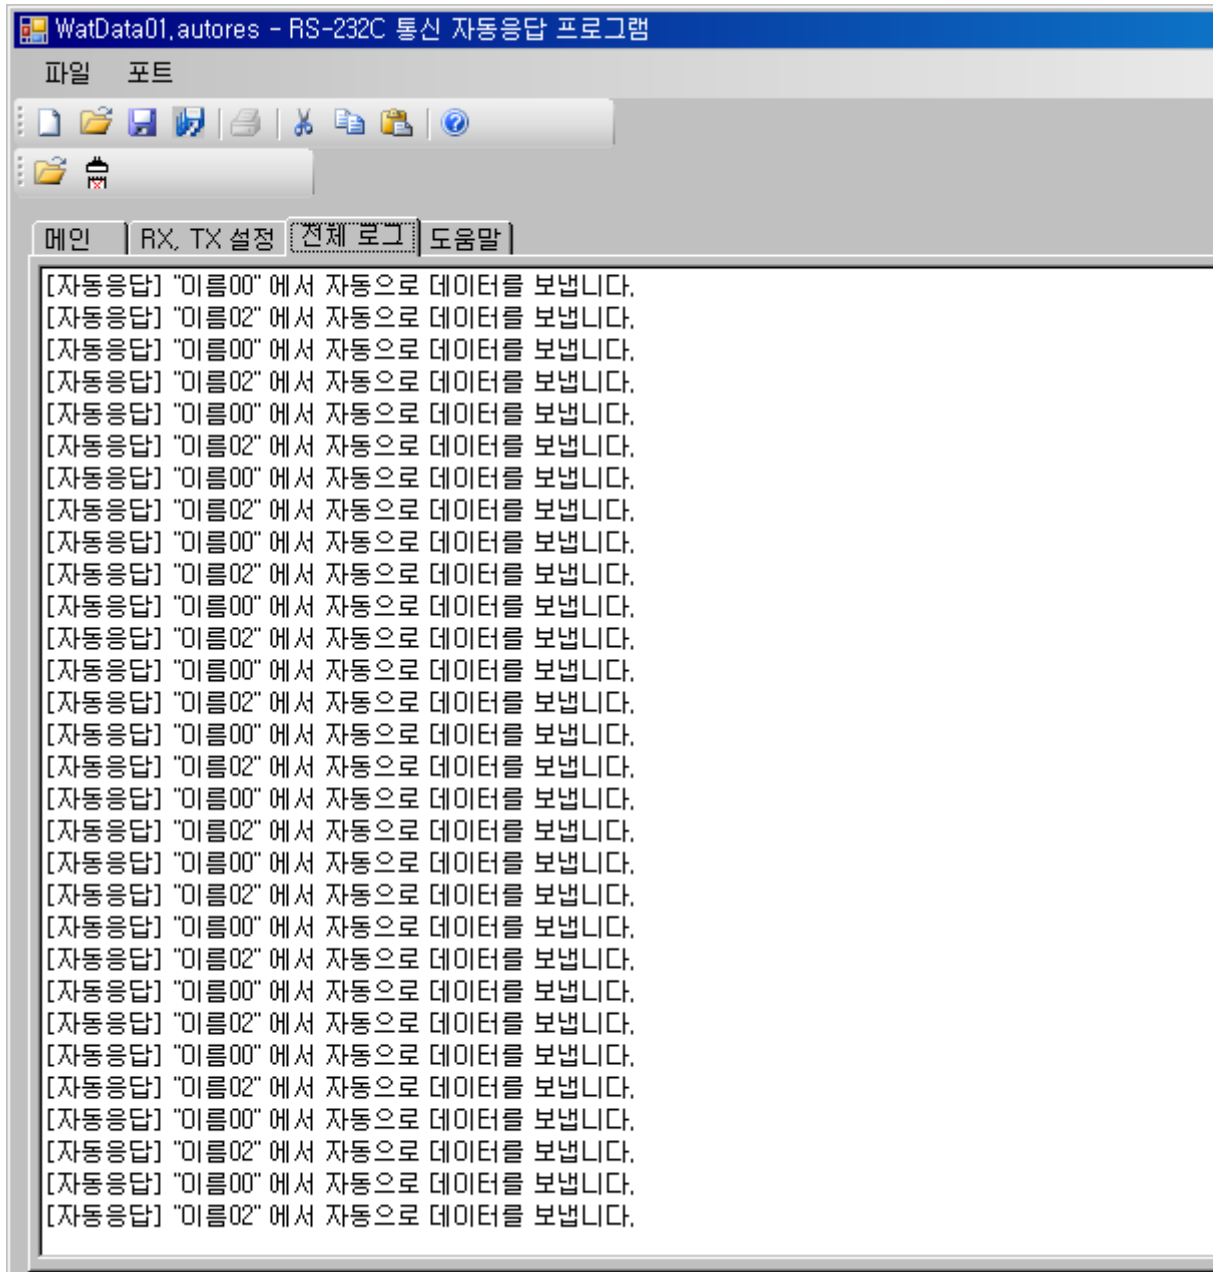 WatData01.autores - RS-232C 통신 자동응답 프로그램
파일 포트
메인 RX, TX 설정 전체 로그 도움말
[자동응답] "이름00" 에서 자동으로 데이터를 보냅니다.
[자동응답] "이름02" 에서 자동으로 데이터를 보냅니다.
[자동응답] "이름00" 에서 자동으로 데이터를 보냅니다.
[자동응답] "이름02" 에서 자동으로 데이터를 보냅니다.
[자동응답] "이름00" 에서 자동으로 데이터를 보냅니다.
[자동응답] "이름02" 에서 자동으로 데이터를 보냅니다.
[자동응답] "이름00" 에서 자동으로 데이터를 보냅니다.
[자동응답] "이름02" 에서 자동으로 데이터를 보냅니다.
[자동응답] "이름00" 에서 자동으로 데이터를 보냅니다.
[자동응답] "이름02" 에서 자동으로 데이터를 보냅니다.
[자동응답] "이름00" 에서 자동으로 데이터를 보냅니다.
[자동응답] "이름02" 에서 자동으로 데이터를 보냅니다.
[자동응답] "이름00" 에서 자동으로 데이터를 보냅니다.
[자동응답] "이름02" 에서 자동으로 데이터를 보냅니다.
[자동응답] "이름00" 에서 자동으로 데이터를 보냅니다.
[자동응답] "이름02" 에서 자동으로 데이터를 보냅니다.
[자동응답] "이름00" 에서 자동으로 데이터를 보냅니다.
[자동응답] "이름02" 에서 자동으로 데이터를 보냅니다.
[자동응답] "이름00" 에서 자동으로 데이터를 보냅니다.
[자동응답] "이름02" 에서 자동으로 데이터를 보냅니다.
[자동응답] "이름00" 에서 자동으로 데이터를 보냅니다.
[자동응답] "이름02" 에서 자동으로 데이터를 보냅니다.
[자동응답] "이름00" 에서 자동으로 데이터를 보냅니다.
[자동응답] "이름02" 에서 자동으로 데이터를 보냅니다.
[자동응답] "이름00" 에서 자동으로 데이터를 보냅니다.
[자동응답] "이름02" 에서 자동으로 데이터를 보냅니다.
[자동응답] "이름00" 에서 자동으로 데이터를 보냅니다.
[자동응답] "이름02" 에서 자동으로 데이터를 보냅니다.
[자동응답] "이름00" 에서 자동으로 데이터를 보냅니다.
[자동응답] "이름02" 에서 자동으로 데이터를 보냅니다.